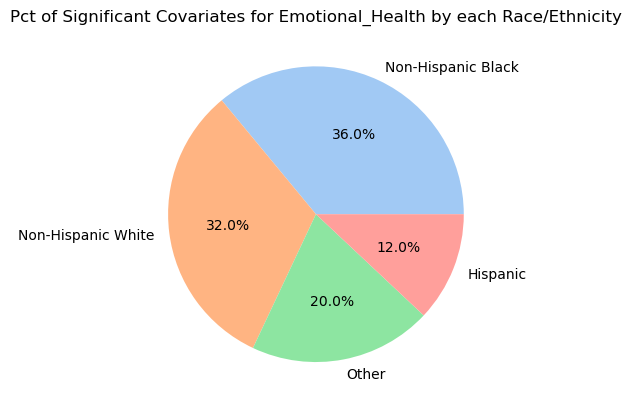 Pct of Significant Covariates for Emotional_Health by each Race/Ethnicity
Non-Hispanic Black
36.0%
Non-Hispanic White
32.0%
12.0%
Hispanic
20.0%
Other